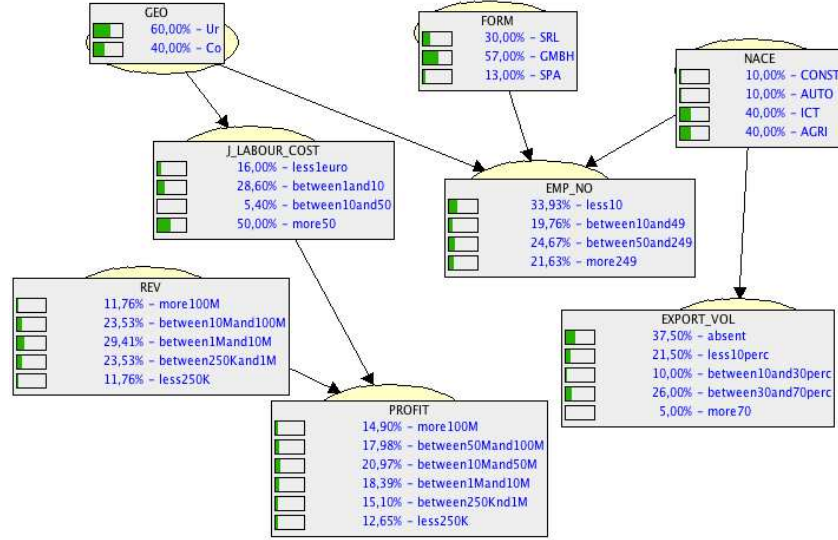 GEO
60,00% – Ur
40,00% – Co
FORM
30,00% – SRL
57,00% – GMBH
13,00% – SPA
NACE
10,00% – CONST
10,00% – AUTO
40,00% – ICT
40,00% – AGRI
J_LABOUR_COST
16,00% – less1euro
28,60% – between1and10
5,40% – between10and50
50,00% – more50
EMP_NO
33,93% – less10
19,76% – between10and49
24,67% – between50and249
21,63% – more249
REV
11,76% – more100M
23,53% – between10Mand100M
29,41% – between1Mand10M
23,53% – between250Kand1M
11,76% – less250K
EXPORT_VOL
37,50% – absent
21,50% – less10perc
10,00% – between10and30perc
26,00% – between30and70perc
5,00% – more70
PROFIT
14,90% – more100M
17,98% – between50Mand100M
20,97% – between10Mand50M
18,39% – between1Mand10M
15,10% – between250Knd1M
12,65% – less250K